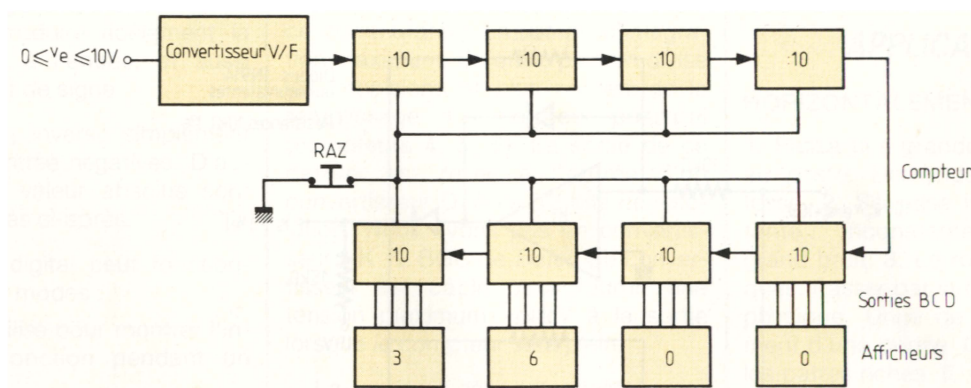 0 ≤ ve ≤ 10V
Convertisseur V/F
:10
:10
:10
:10
RAZ
Compteur
:10
:10
:10
:10
Sorties BCD
3
6
0
0
Afficheurs